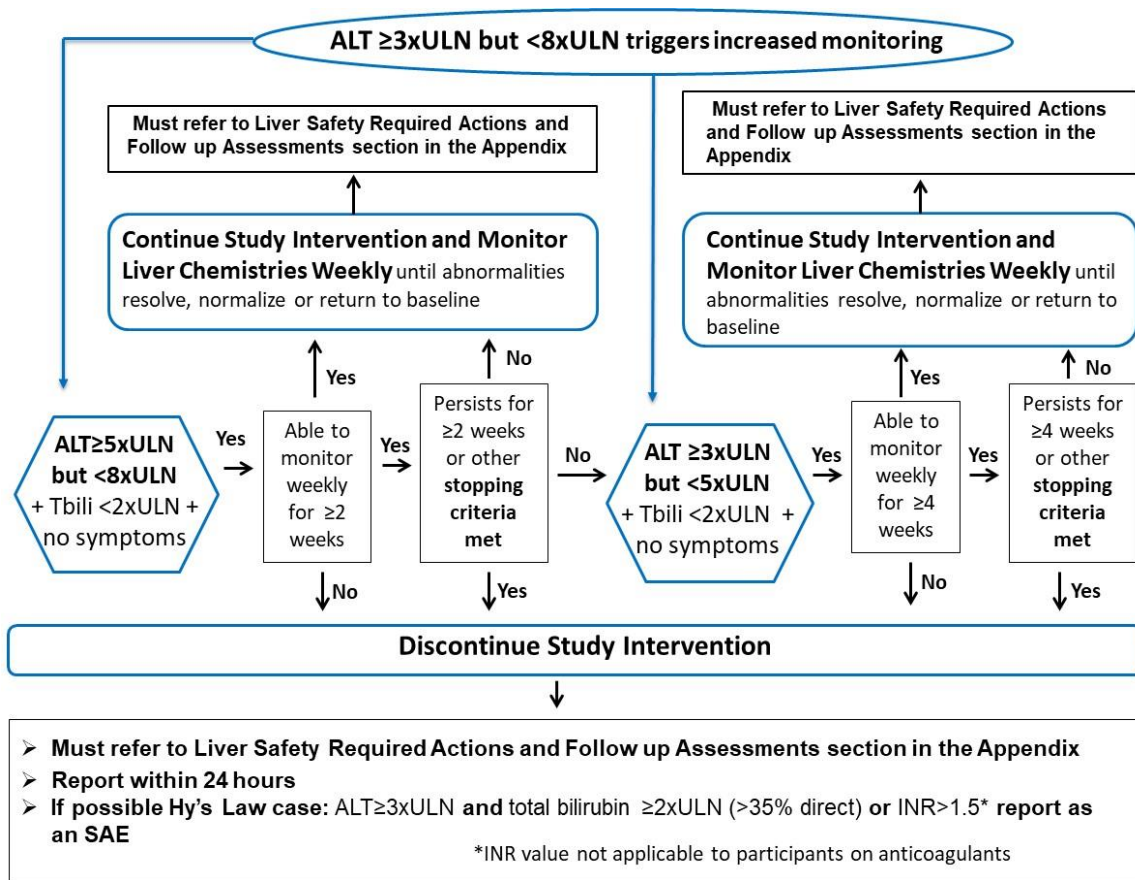 ALT ≥3xULN but <8xULN triggers increased monitoring
Must refer to Liver Safety Required Actions and
Follow up Assessments section in the Appendix
Must refer to Liver Safety Required Actions
and Follow up Assessments section in the
Appendix
Continue Study Intervention and Monitor
Liver Chemistries Weekly until abnormalities
resolve, normalize or return to baseline
Continue Study Intervention and
Monitor Liver Chemistries Weekly until
abnormalities resolve, normalize or return to
baseline
Yes
No
Yes
No
ALT≥5xULN
but <8xULN
+ Tbili <2xULN +
no symptoms
Yes
Able to
monitor
weekly
for ≥2
weeks
Yes
Persists for
≥2 weeks
or other
stopping
criteria
met
No
ALT ≥3xULN
but <5xULN
+ Tbili <2xULN +
no symptoms
Yes
Able to
monitor
weekly
for ≥4
weeks
Yes
Persists for
≥4 weeks
or other
stopping
criteria
met
No
Yes
No
Yes
Discontinue Study Intervention
➢ Must refer to Liver Safety Required Actions and Follow up Assessments section in the Appendix
➢ Report within 24 hours
➢ If possible Hy's Law case: ALT≥3xULN and total bilirubin ≥2xULN (>35% direct) or INR>1.5* report as
an SAE
*INR value not applicable to participants on anticoagulants